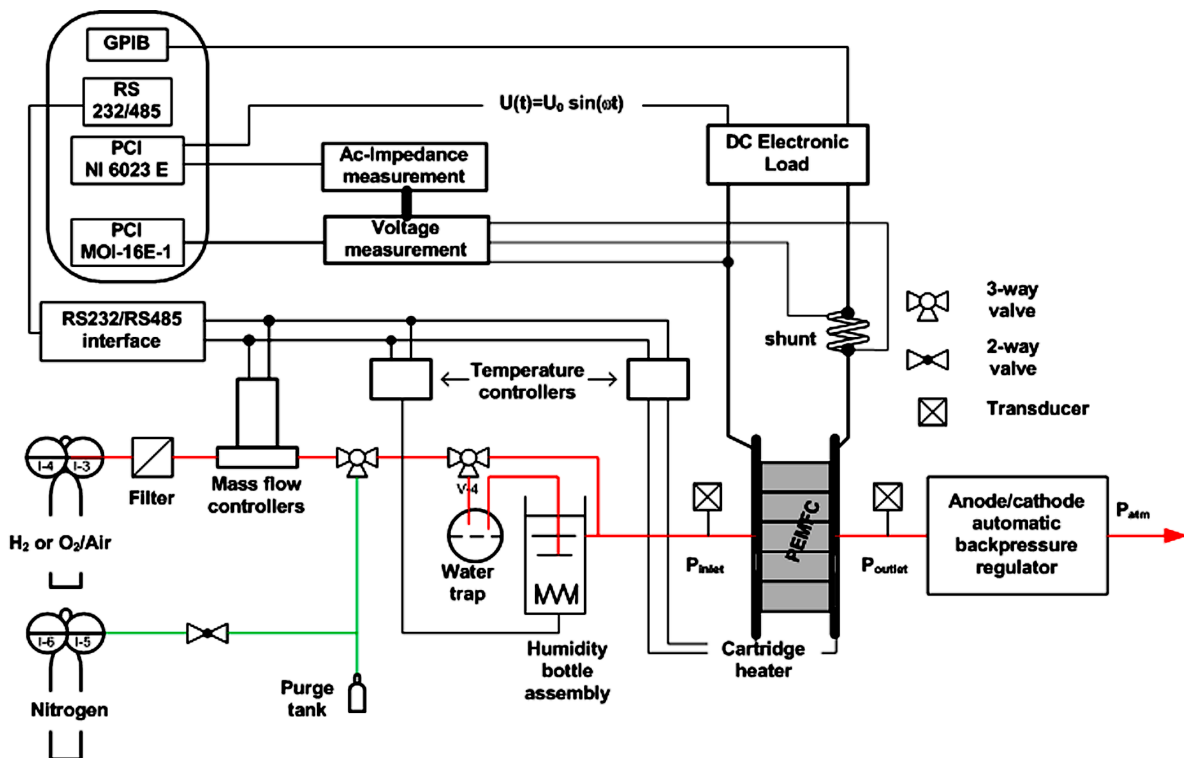 GPIB
RS
232/485
PCI
NI 6023 E
PCI
MOI-16E-1
U(t)=U₀ sin(ωt)
Ac-Impedance
measurement
Voltage
measurement
DC Electronic
Load
RS232/RS485
interface
shunt
3-way
valve
2-way
valve
Transducer
Temperature
controllers
I-4
I-3
Filter
Mass flow
controllers
V-4
H₂ or O₂/Air
Water
trap
Pinlet
PEMFC
Poutlet
Anode/cathode
automatic
backpressure
regulator
Patm
I-6
I-5
Nitrogen
Purge
tank
Humidity
bottle
assembly
Cartridge
heater